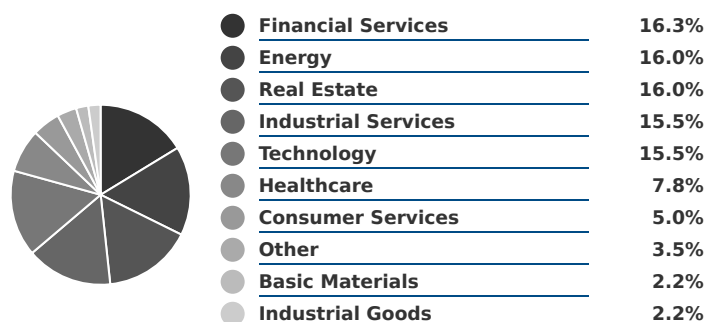 Financial Services 16.3%
Energy 16.0%
Real Estate 16.0%
Industrial Services 15.5%
Technology 15.5%
Healthcare 7.8%
Consumer Services 5.0%
Other 3.5%
Basic Materials 2.2%
Industrial Goods 2.2%